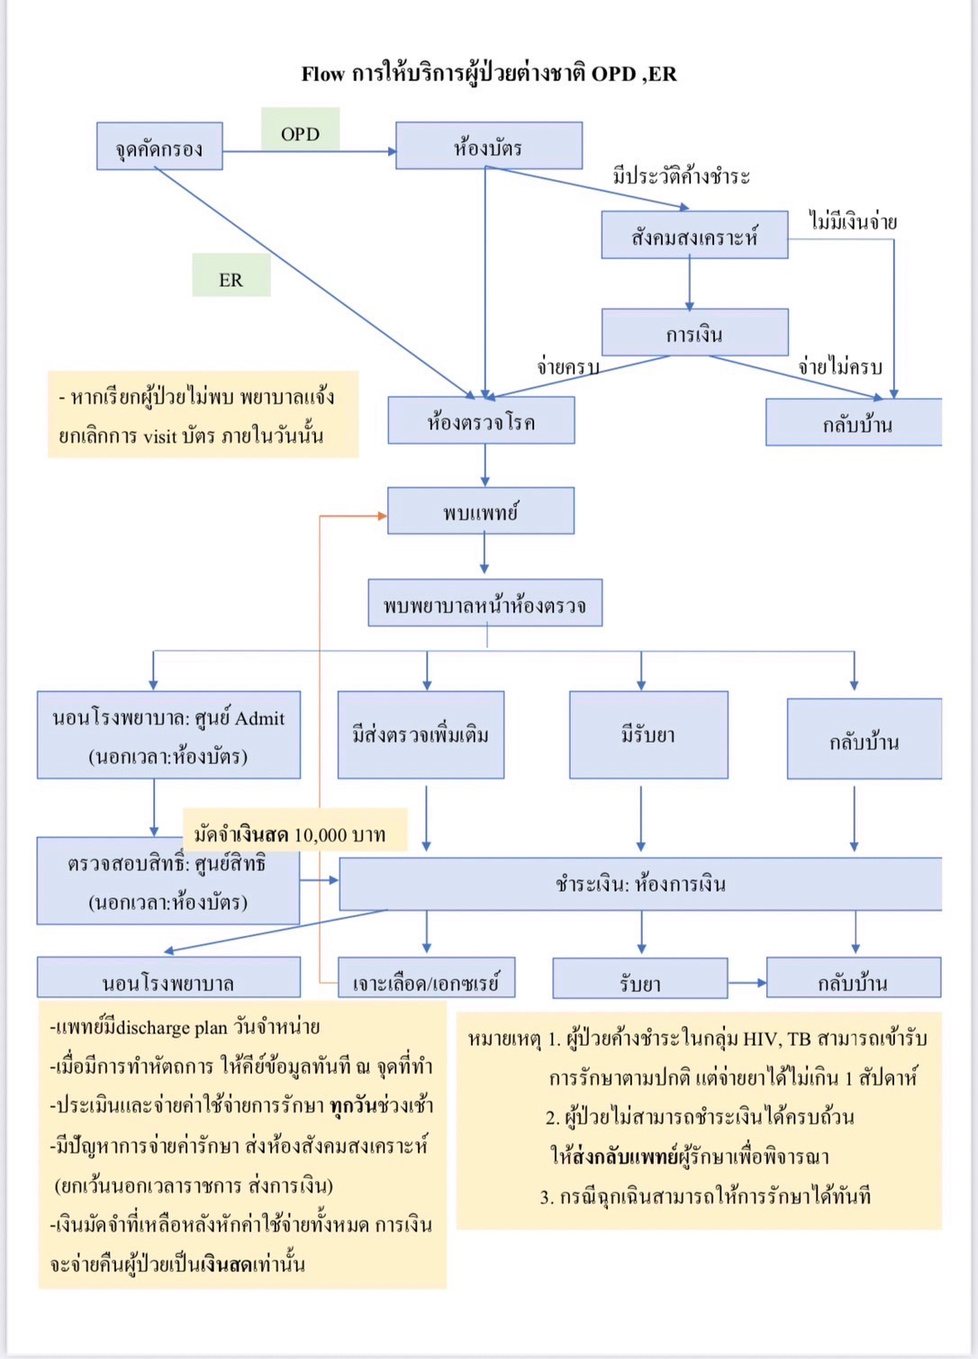 Flow การให้บริการผู้ป่วยต่างชาติ OPD ,ER
จุดคัดกรอง
OPD
ห้องบัตร
มีประวัติค้างชำระ
สังคมสงเคราะห์
ไม่มีเงินจ่าย
ER
การเงิน
จ่ายครบ
จ่ายไม่ครบ
- หากเรียกผู้ป่วยไม่พบ พยาบาลแจ้ง
ยกเลิกการ visit บัตร ภายในวันนั้น
ห้องตรวจโรค
กลับบ้าน
พบแพทย์
พบพยาบาลหน้าห้องตรวจ
นอนโรงพยาบาล: ศูนย์ Admit
(นอกเวลา:ห้องบัตร)
มีส่งตรวจเพิ่มเติม
มีรับยา
กลับบ้าน
มัดจำเงินสด 10,000 บาท
ตรวจสอบสิทธิ์: ศูนย์สิทธิ
(นอกเวลา:ห้องบัตร)
ชำระเงิน: ห้องการเงิน
นอนโรงพยาบาล
เจาะเลือด/เอกซเรย์
รับยา
กลับบ้าน
-แพทย์มีdischarge plan วันจำหน่าย
-เมื่อมีการทำหัตถการ ให้คีย์ข้อมูลทันที ณ จุดที่ทำ
-ประเมินและจ่ายค่าใช้จ่ายการรักษา ทุกวันช่วงเช้า
-มีปัญหาการจ่ายค่ารักษา ส่งห้องสังคมสงเคราะห์
(ยกเว้นนอกเวลาราชการ ส่งการเงิน)
-เงินมัดจำที่เหลือหลังหักค่าใช้จ่ายทั้งหมด การเงิน
จะจ่ายคืนผู้ป่วยเป็นเงินสดเท่านั้น
หมายเหตุ 1. ผู้ป่วยค้างชำระในกลุ่ม HIV, TB สามารถเข้ารับ
การรักษาตามปกติ แต่จ่ายยาได้ไม่เกิน 1 สัปดาห์
2. ผู้ป่วยไม่สามารถชำระเงินได้ครบถ้วน
ให้ส่งกลับแพทย์ผู้รักษาเพื่อพิจารณา
3. กรณีฉุกเฉินสามารถให้การรักษาได้ทันที